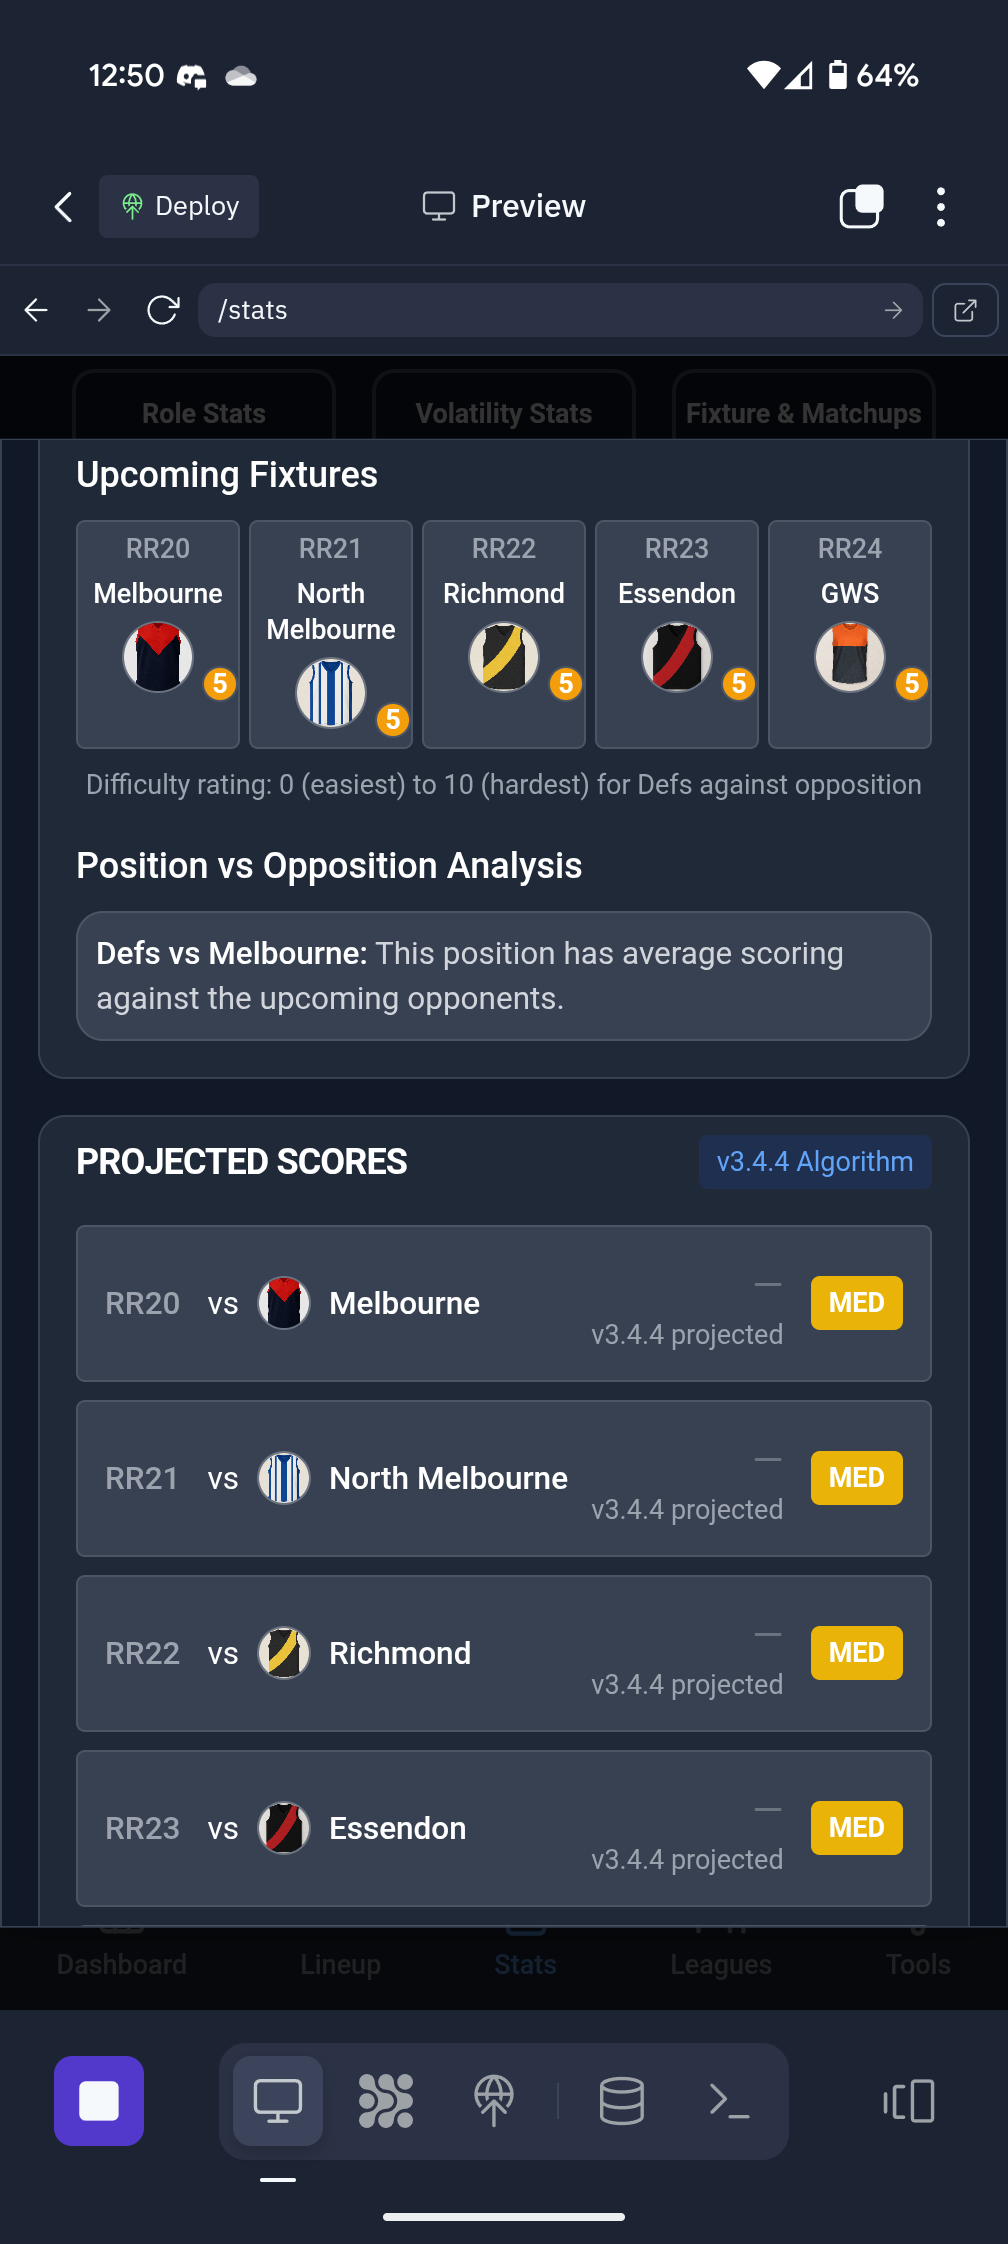 12:50
64%
Deploy
Preview
/stats
Role Stats
Volatility Stats
Fixture & Matchups
Upcoming Fixtures
RR20
Melbourne
5
RR21
North
Melbourne
5
RR22
Richmond
5
RR23
Essendon
5
RR24
GWS
5
Difficulty rating: 0 (easiest) to 10 (hardest) for Defs against opposition
Position vs Opposition Analysis
Defs vs Melbourne: This position has average scoring
against the upcoming opponents.
PROJECTED SCORES
v3.4.4 Algorithm
RR20 vs Melbourne
—
v3.4.4 projected
MED
RR21 vs North Melbourne
—
v3.4.4 projected
MED
RR22 vs Richmond
—
v3.4.4 projected
MED
RR23 vs Essendon
—
v3.4.4 projected
MED
Dashboard
Lineup
Stats
Leagues
Tools